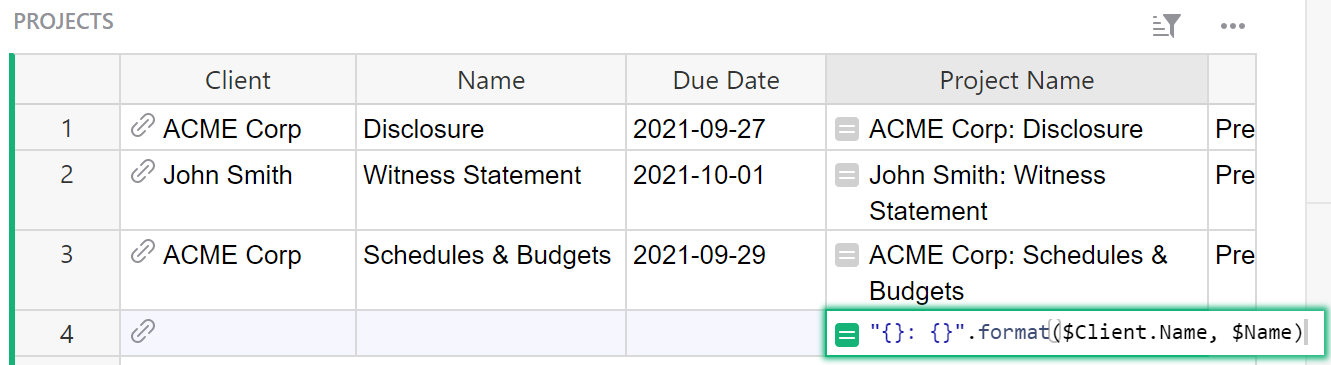 PROJECTS
Client Name Due Date Project Name
1 ACME Corp Disclosure 2021-09-27 ACME Corp: Disclosure Pre
2 John Smith Witness Statement 2021-10-01 John Smith: Witness Pre
Statement
3 ACME Corp Schedules & Budgets 2021-09-29 ACME Corp: Schedules & Pre
Budgets
4 "{}: {}".format($Client.Name, $Name)